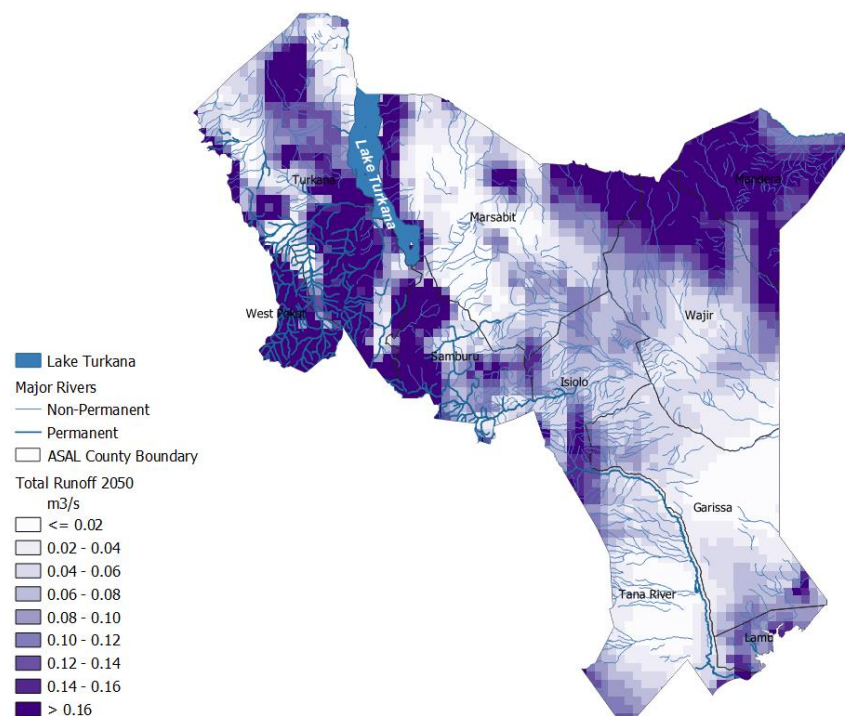 Turkana
Lake Turkana
Marsabit
Mandera
West Pokot
Samburu
Wajir
Isiolo
Garissa
Tana River
Lamu
Lake Turkana
Major Rivers
Non-Permanent
Permanent
ASAL County Boundary
Total Runoff 2050
m3/s
<= 0.02
0.02 - 0.04
0.04 - 0.06
0.06 - 0.08
0.08 - 0.10
0.10 - 0.12
0.12 - 0.14
0.14 - 0.16
> 0.16